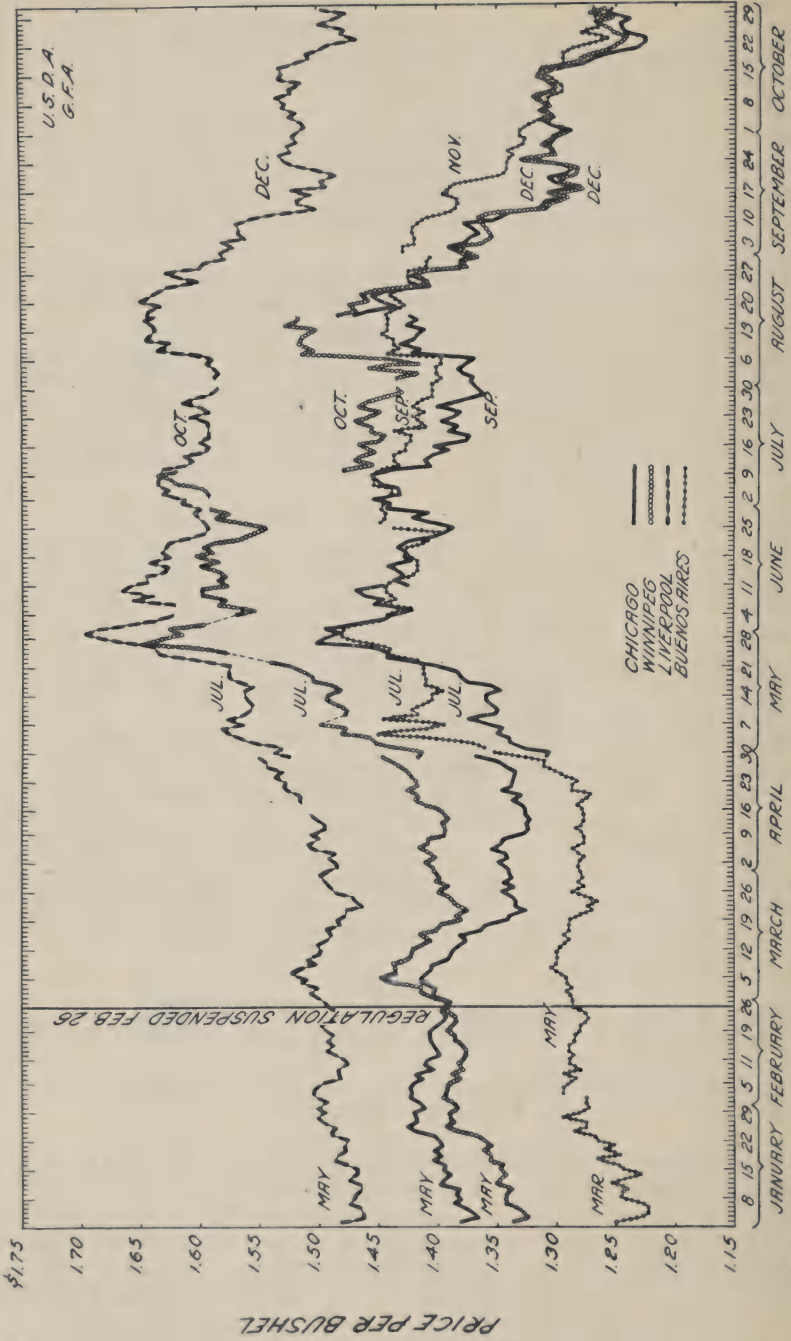 U.S.D.A.
G.F.A.
PRICE PER BUSHEL
$1.75
1.70
1.65
1.60
1.55
1.50
1.45
1.40
1.35
1.30
1.25
1.20
1.15
REGULATION SUSPENDED FEB. 26
MAY
MAY
MAY
MAR.
MAY
JUL.
JUL.
JUL.
JUL.
OCT.
OCT.
SEP.
SEP.
DEC.
NOV.
DEC.
DEC.
CHICAGO
WINNIPEG
LIVERPOOL
BUENOS AIRES
8 15 22 29 5 11 19 26 5 12 19 26 2 9 16 23 30 7 14 21 28 4 11 18 25 2 9 16 23 30 6 13 20 27 3 10 17 24 1 8 15 22 29
JANUARY FEBRUARY MARCH APRIL MAY JUNE JULY AUGUST SEPTEMBER OCTOBER